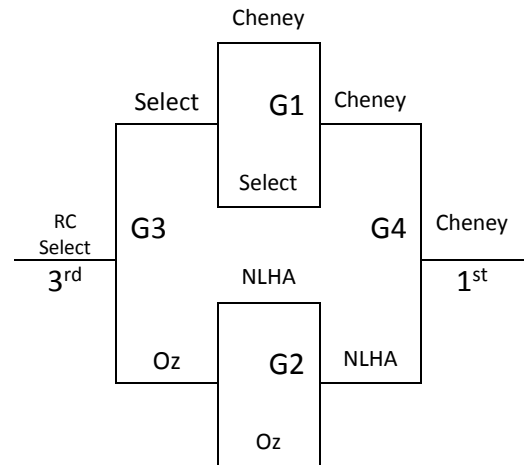 Cheney
Select
G1
Cheney
Select
RC
Select
G3
G4
Cheney
3rd
1st
NLHA
Oz
G2
NLHA
Oz